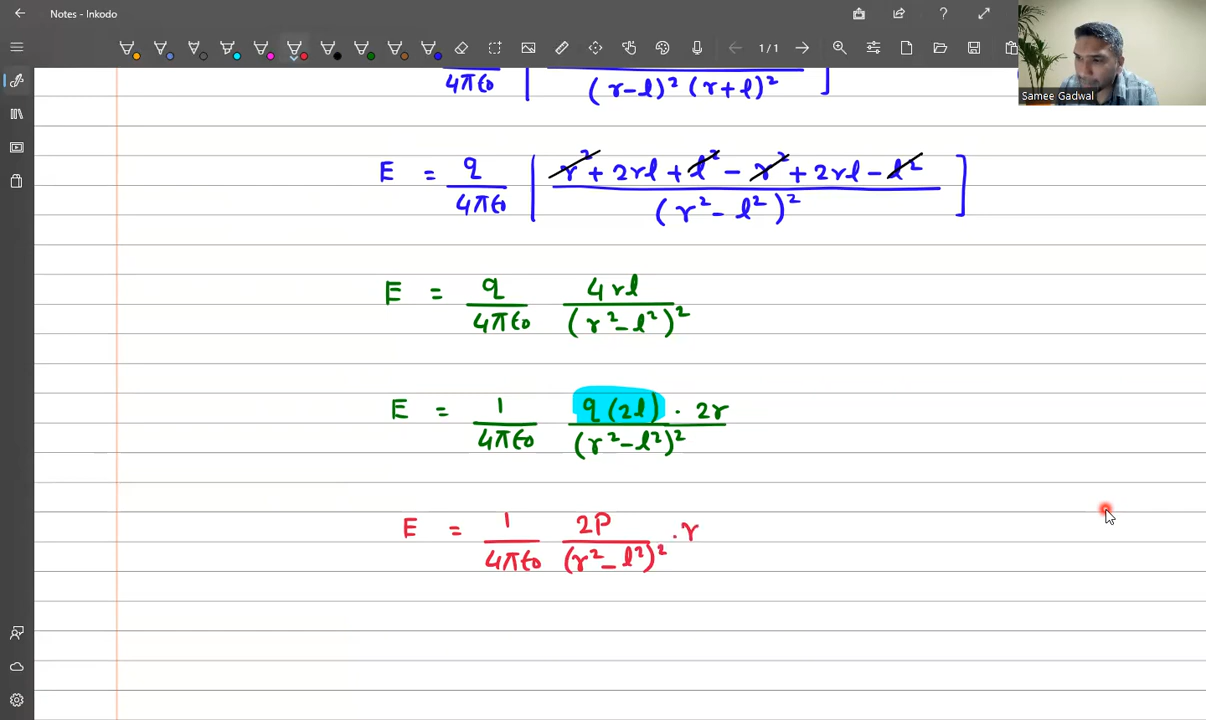 Notes - Inkodo
1/1
Samee Gadwal
4πε0 [ (r-l)² (r+l)² ]
E = q/4πε0 [ r² + 2rl + l² - r² + 2rl - l² / (r² - l²)² ]
E = q/4πε0 4rl/(r² - l²)²
E = 1/4πε0 q(2l) · 2r/(r² - l²)²
E = 1/4πε0 2P/(r² - l²)² · r